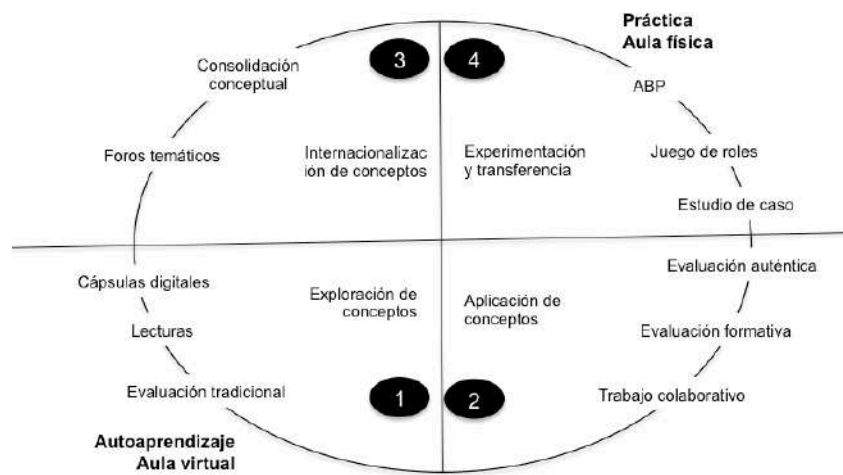 Práctica
Aula física
3
4
Consolidación
conceptual
ABP
Foros temáticos
Internacionalizac
ión de conceptos
Experimentación
y transferencia
Juego de roles
Estudio de caso
Cápsulas digitales
Exploración de
conceptos
Aplicación de
conceptos
Evaluación auténtica
Lecturas
Evaluación formativa
Evaluación tradicional
1
2
Trabajo colaborativo
Autoaprendizaje
Aula virtual